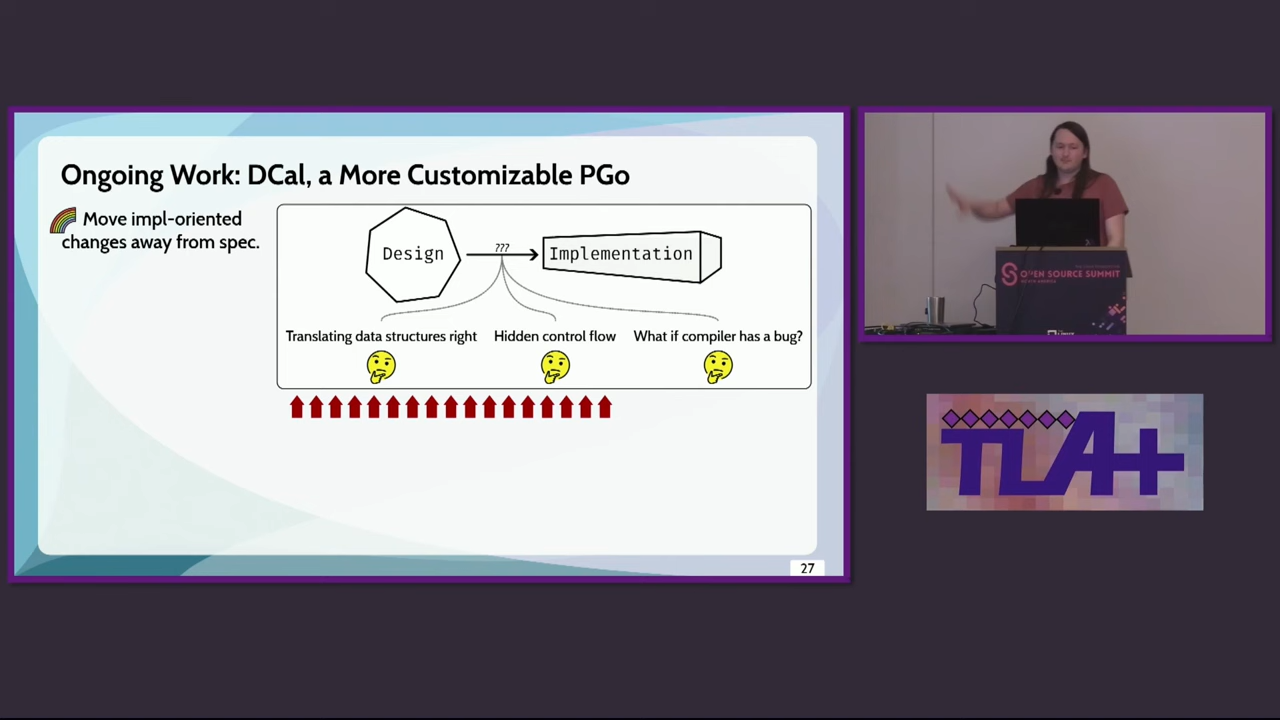 Ongoing Work: DCal, a More Customizable PGo
🌈 Move impl-oriented
changes away from spec.
Design
???
Implementation
Translating data structures right
Hidden control flow
What if compiler has a bug?
27
OPEN SOURCE SUMMIT
TLA+